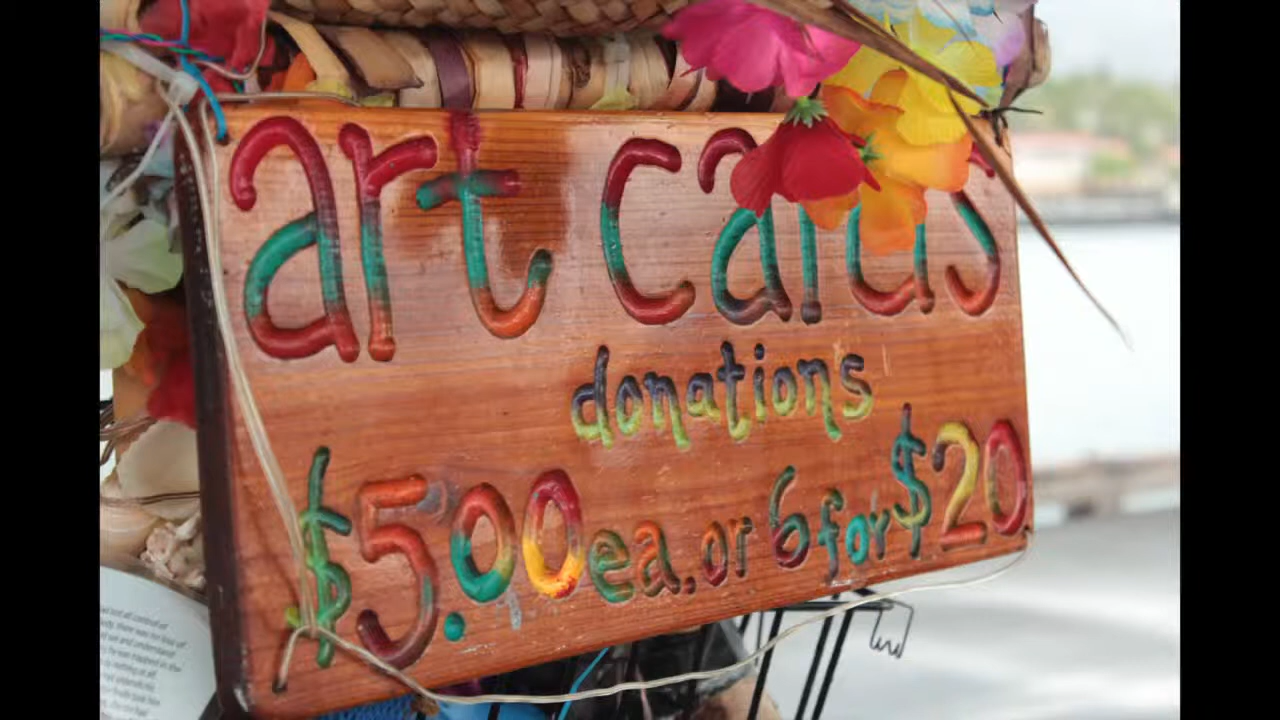 art cards
donations
$5.00 ea. or 6 for $20